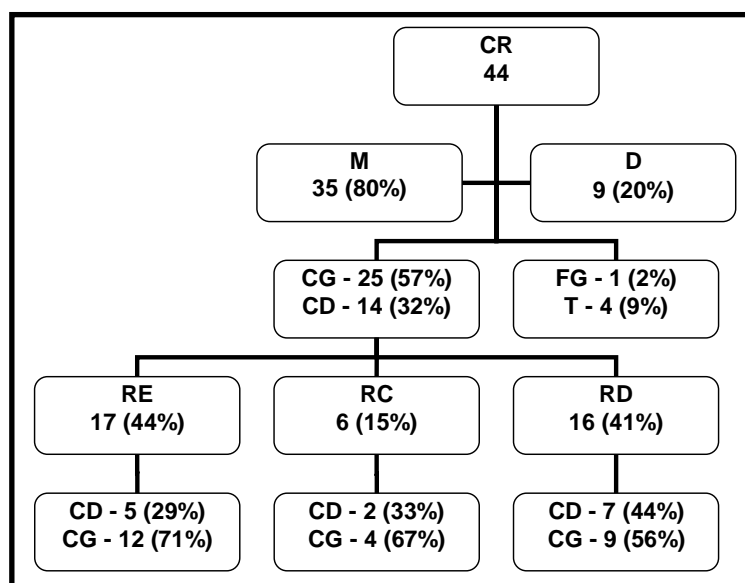 CR
44
M
35 (80%)
D
9 (20%)
CG - 25 (57%)
CD - 14 (32%)
FG - 1 (2%)
T - 4 (9%)
RE
17 (44%)
RC
6 (15%)
RD
16 (41%)
CD - 5 (29%)
CG - 12 (71%)
CD - 2 (33%)
CG - 4 (67%)
CD - 7 (44%)
CG - 9 (56%)